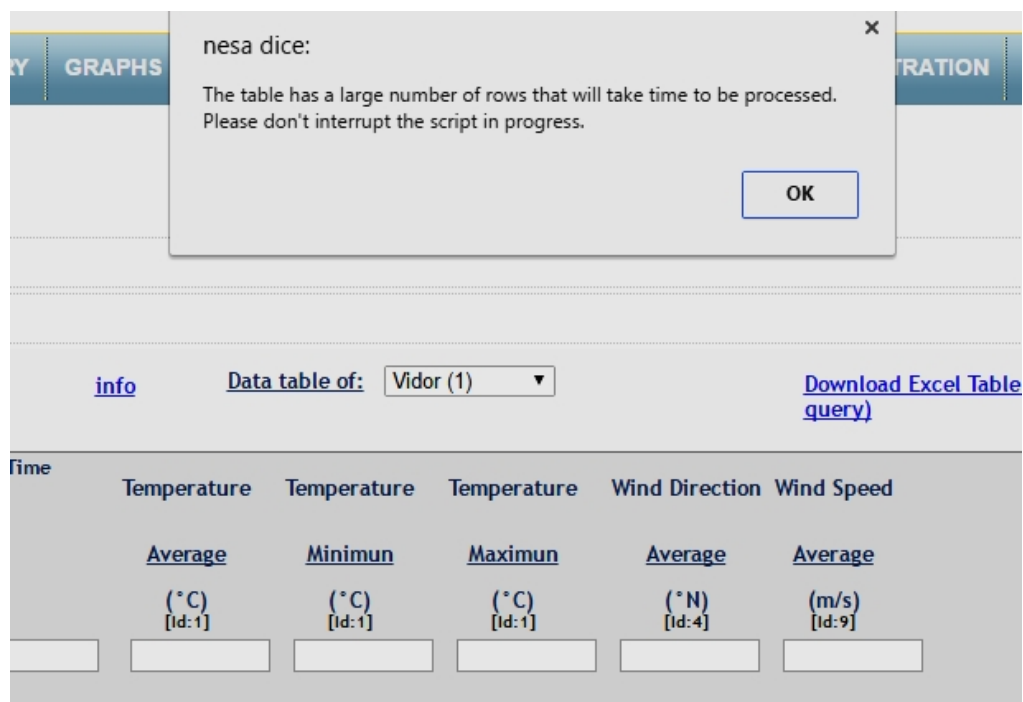 nesa dice:
The table has a large number of rows that will take time to be processed.
Please don't interrupt the script in progress.
OK
GRAPHS
info
Data table of:
Vidor (1)
Download Excel Table
query)
Time
Temperature Temperature Temperature Wind Direction Wind Speed
Average Minimun Maximun Average Average
(°C) (°C) (°C) (°N) (m/s)
[Id:1] [Id:1] [Id:1] [Id:4] [Id:9]